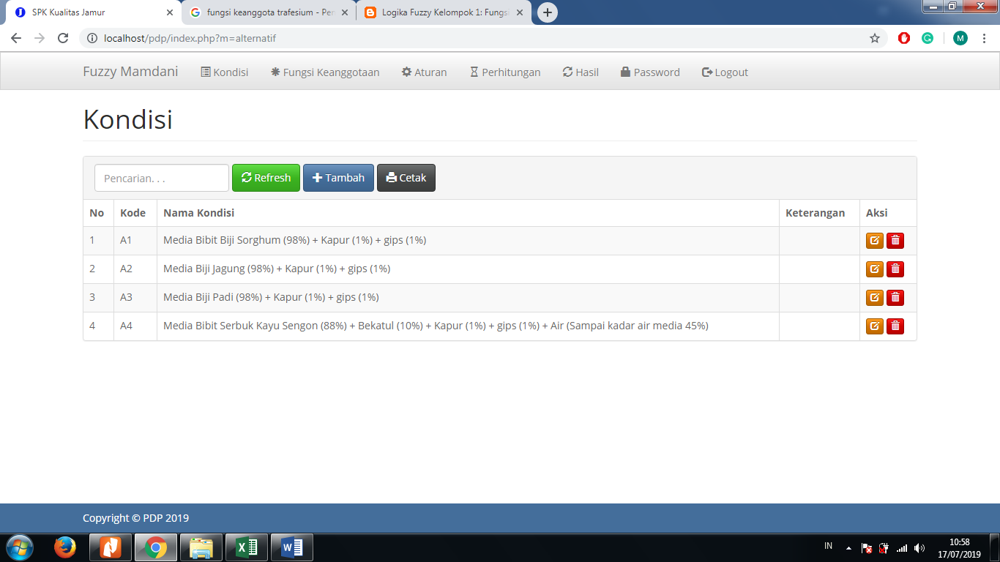 SPK Kualitas Jamur
fungsi keanggota trafesium - Pen
Logika Fuzzy Kelompok 1: Fungsi
localhost/pdp/index.php?m=alternatif
M
Fuzzy Mamdani Kondisi Fungsi Keanggotaan Aturan Perhitungan Hasil Password Logout
Kondisi
Pencarian. . . Refresh Tambah Cetak
No Kode Nama Kondisi Keterangan Aksi
1 A1 Media Bibit Biji Sorghum (98%) + Kapur (1%) + gips (1%)
2 A2 Media Biji Jagung (98%) + Kapur (1%) + gips (1%)
3 A3 Media Biji Padi (98%) + Kapur (1%) + gips (1%)
4 A4 Media Bibit Serbuk Kayu Sengon (88%) + Bekatul (10%) + Kapur (1%) + gips (1%) + Air (Sampai kadar air media 45%)
Copyright © PDP 2019
IN
10:58
17/07/2019